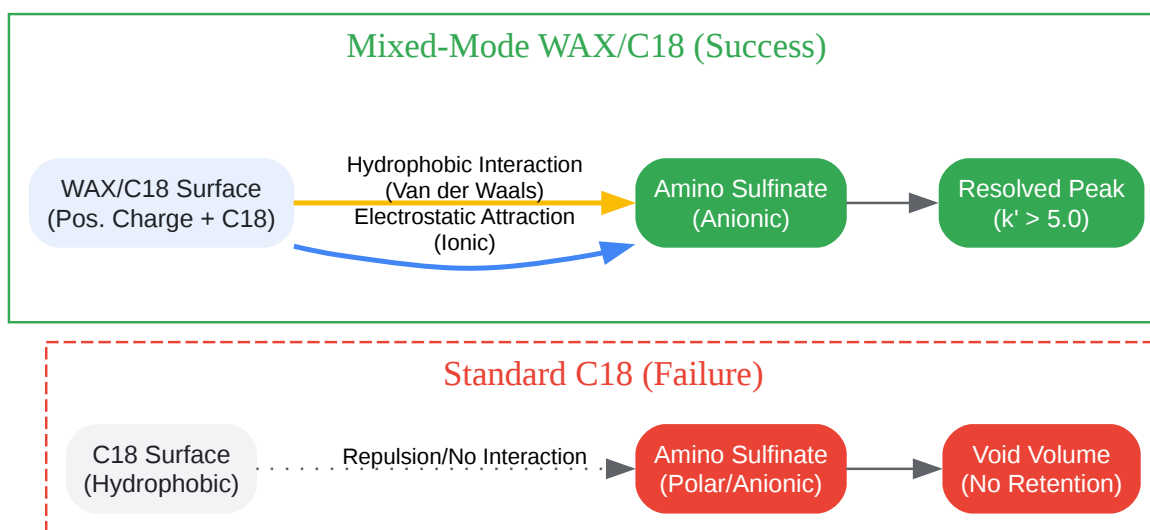 Mixed-Mode WAX/C18 (Success)
WAX/C18 Surface
(Pos. Charge + C18)
Hydrophobic Interaction
(Van der Waals)
Electrostatic Attraction
(Ionic)
Amino Sulfinate
(Anionic)
Resolved Peak
(k' > 5.0)
Standard C18 (Failure)
C18 Surface
(Hydrophobic)
Repulsion/No Interaction
Amino Sulfinate
(Polar/Anionic)
Void Volume
(No Retention)